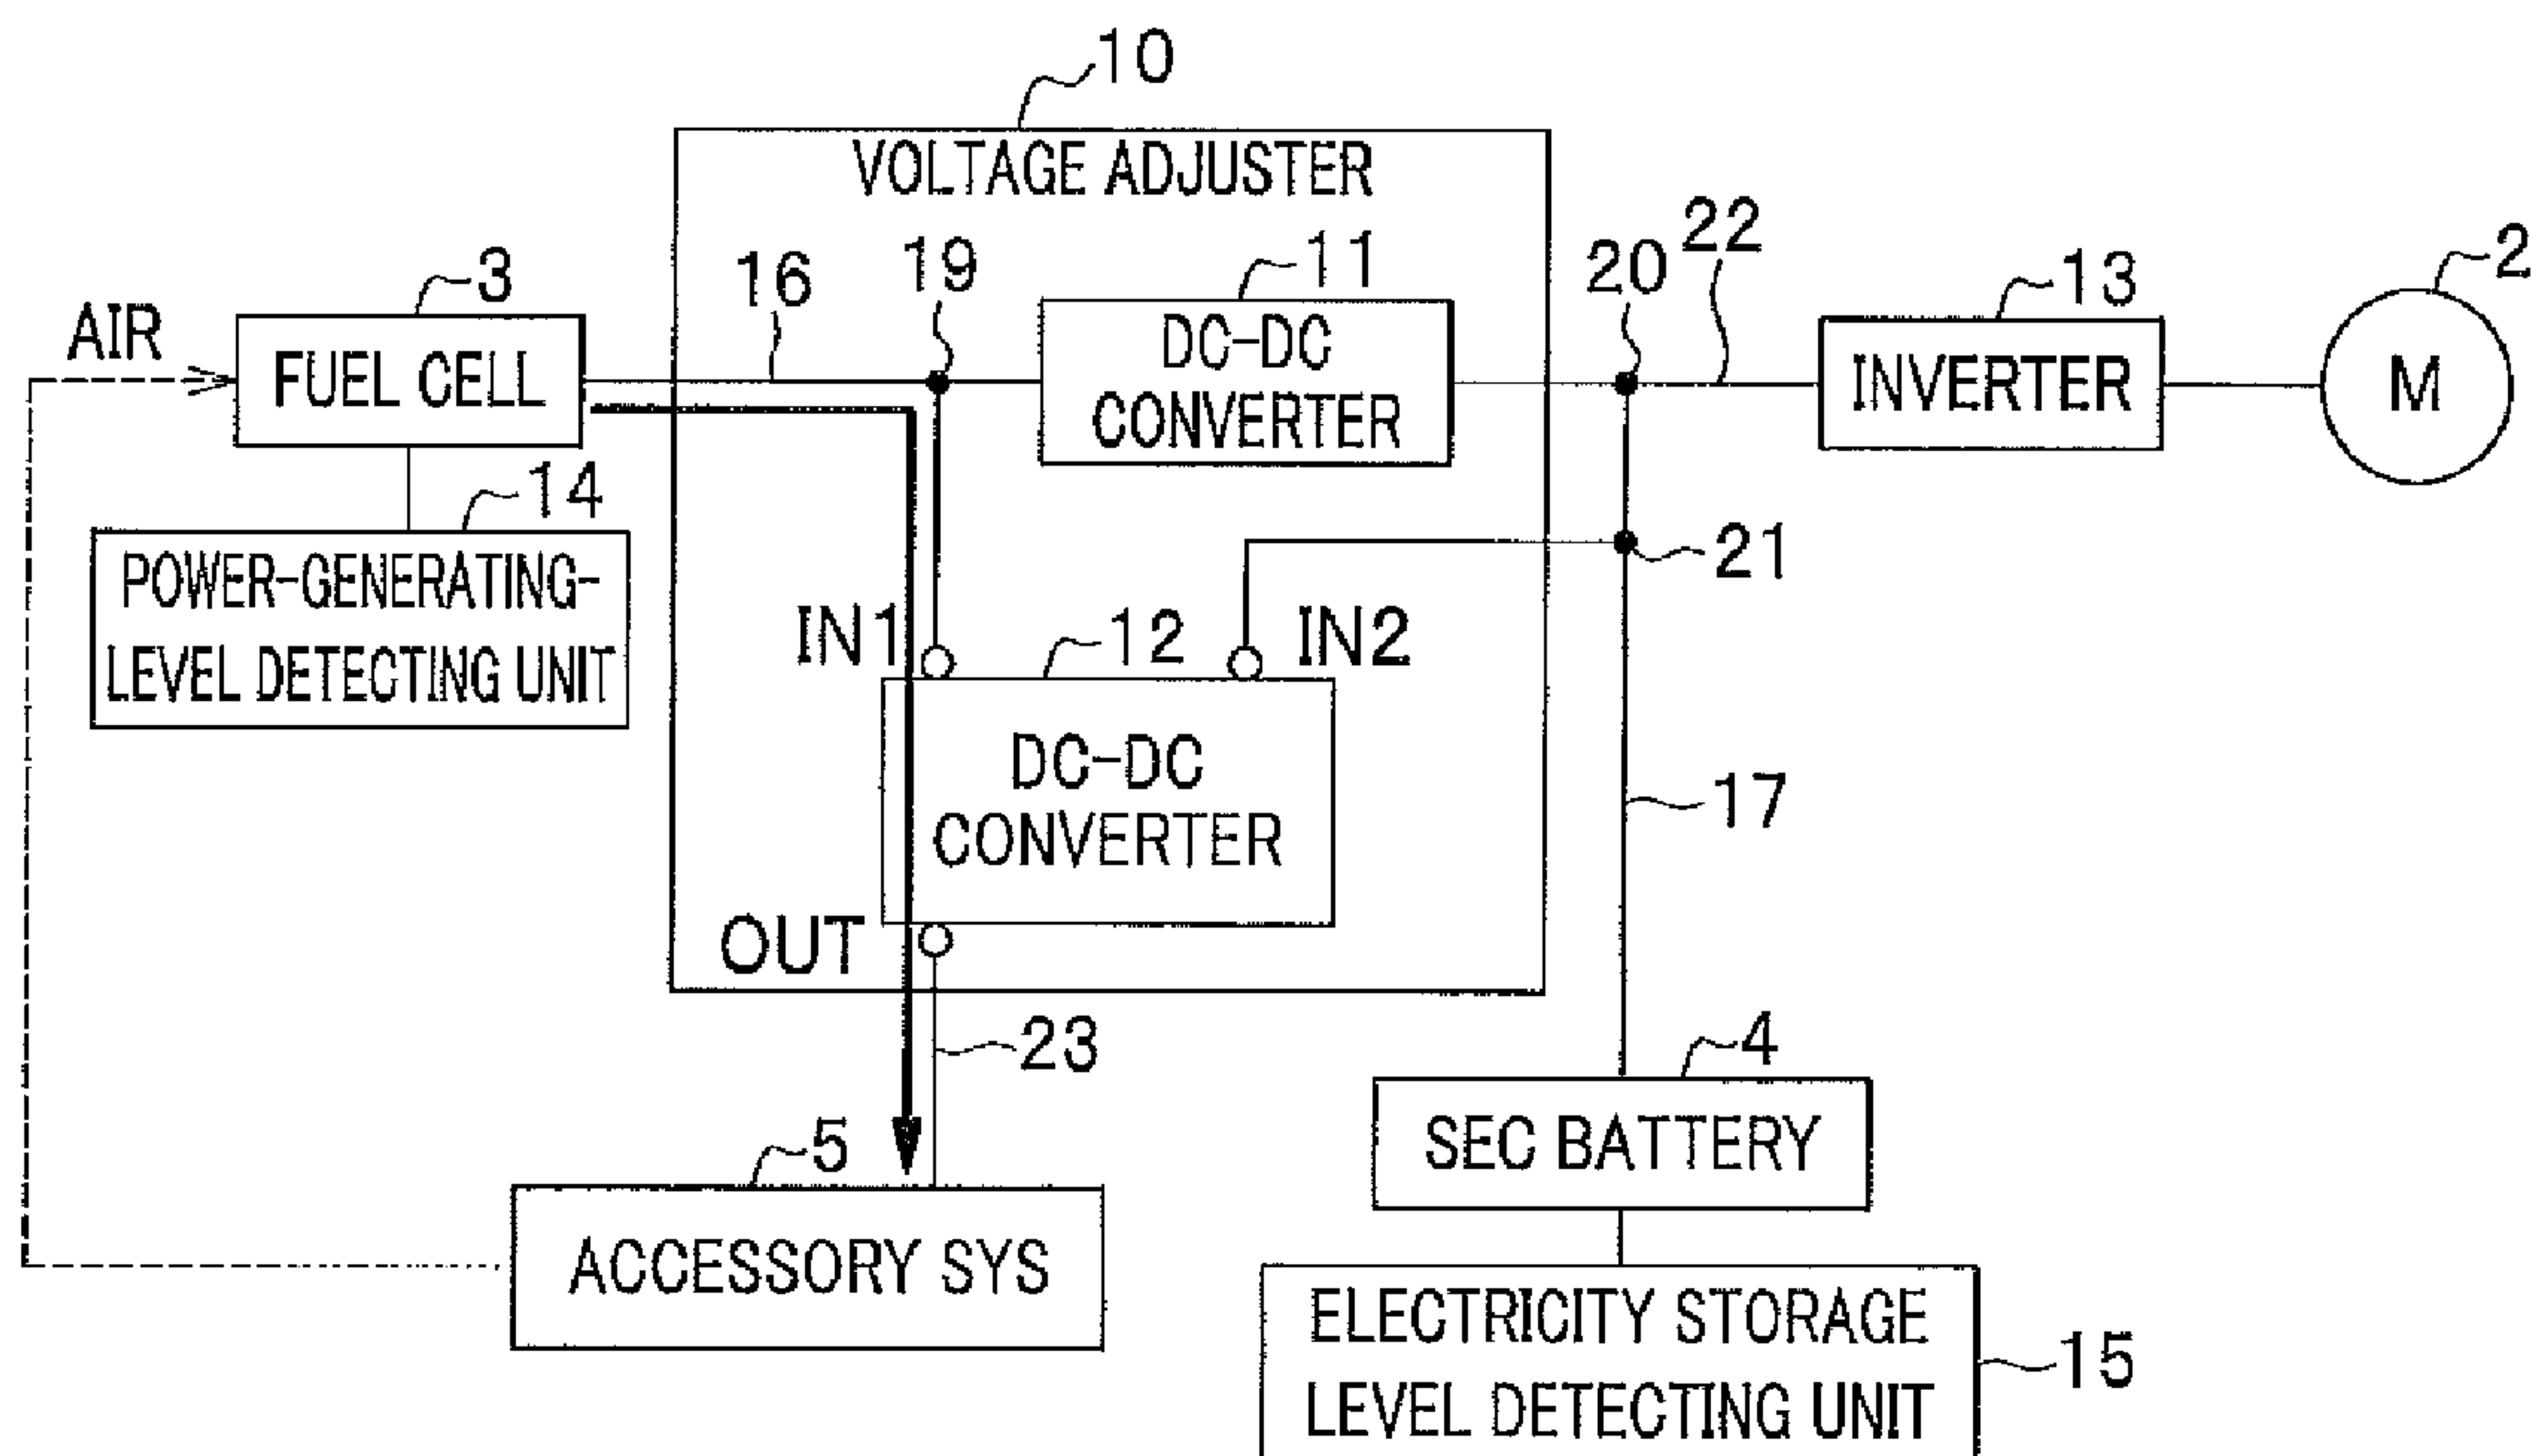 10
VOLTAGE ADJUSTER
AIR
3
FUEL CELL
16
19
11
DC-DC
CONVERTER
20
22
13
INVERTER
2
M
14
POWER-GENERATING-
LEVEL DETECTING UNIT
21
IN1
12
IN2
DC-DC
CONVERTER
17
OUT
23
4
SEC BATTERY
5
ACCESSORY SYS
ELECTRICITY STORAGE
LEVEL DETECTING UNIT
15